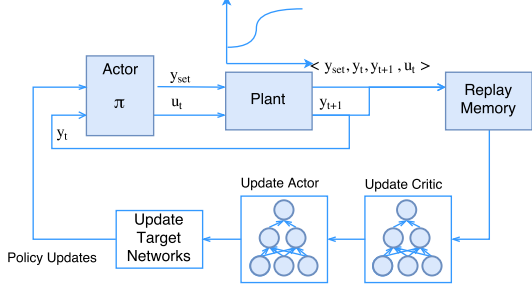 < y_set, y_t, y_t+1 , u_t >
Actor
π
y_set
u_t
Plant
y_t+1
Replay
Memory
y_t
Update Actor
Update Critic
Update
Target
Networks
Policy Updates